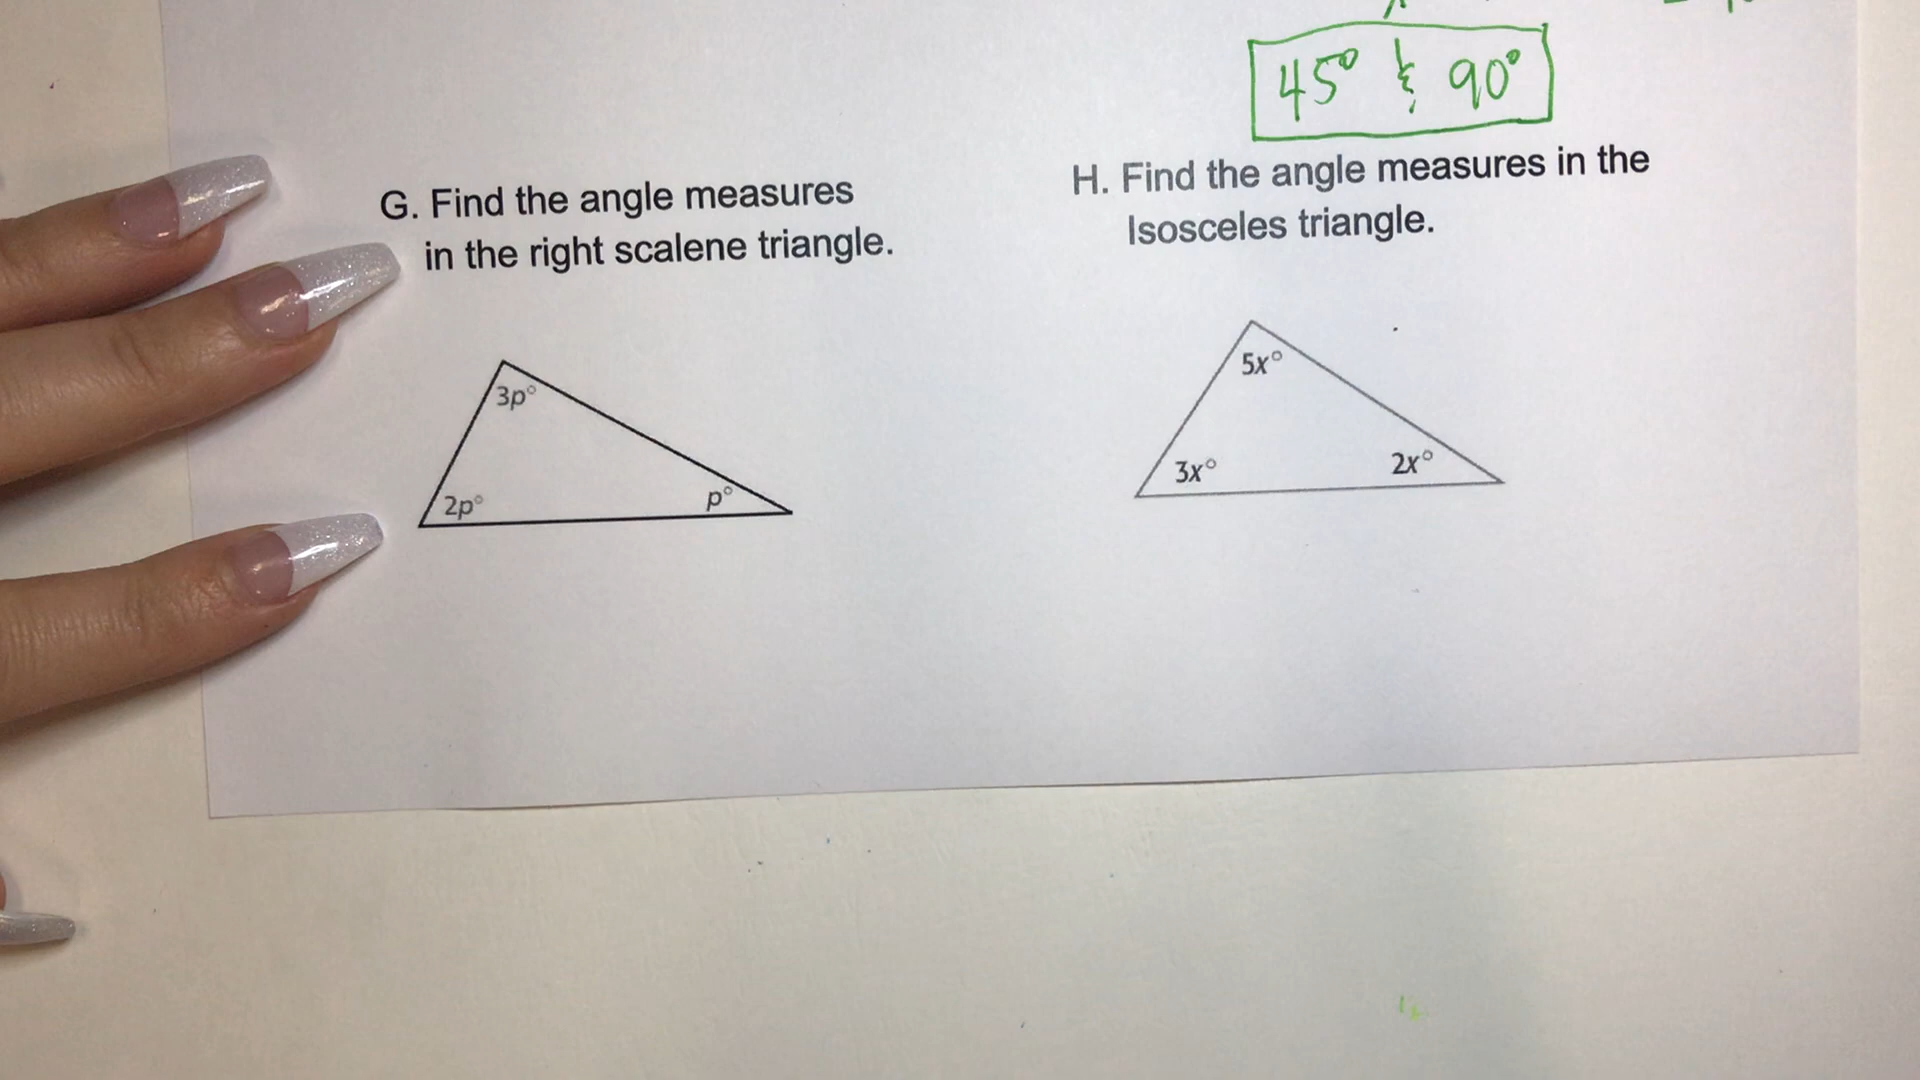 45° & 90°
G. Find the angle measures
in the right scalene triangle.
H. Find the angle measures in the
Isosceles triangle.
3p°
2p°
p°
5x°
3x°
2x°